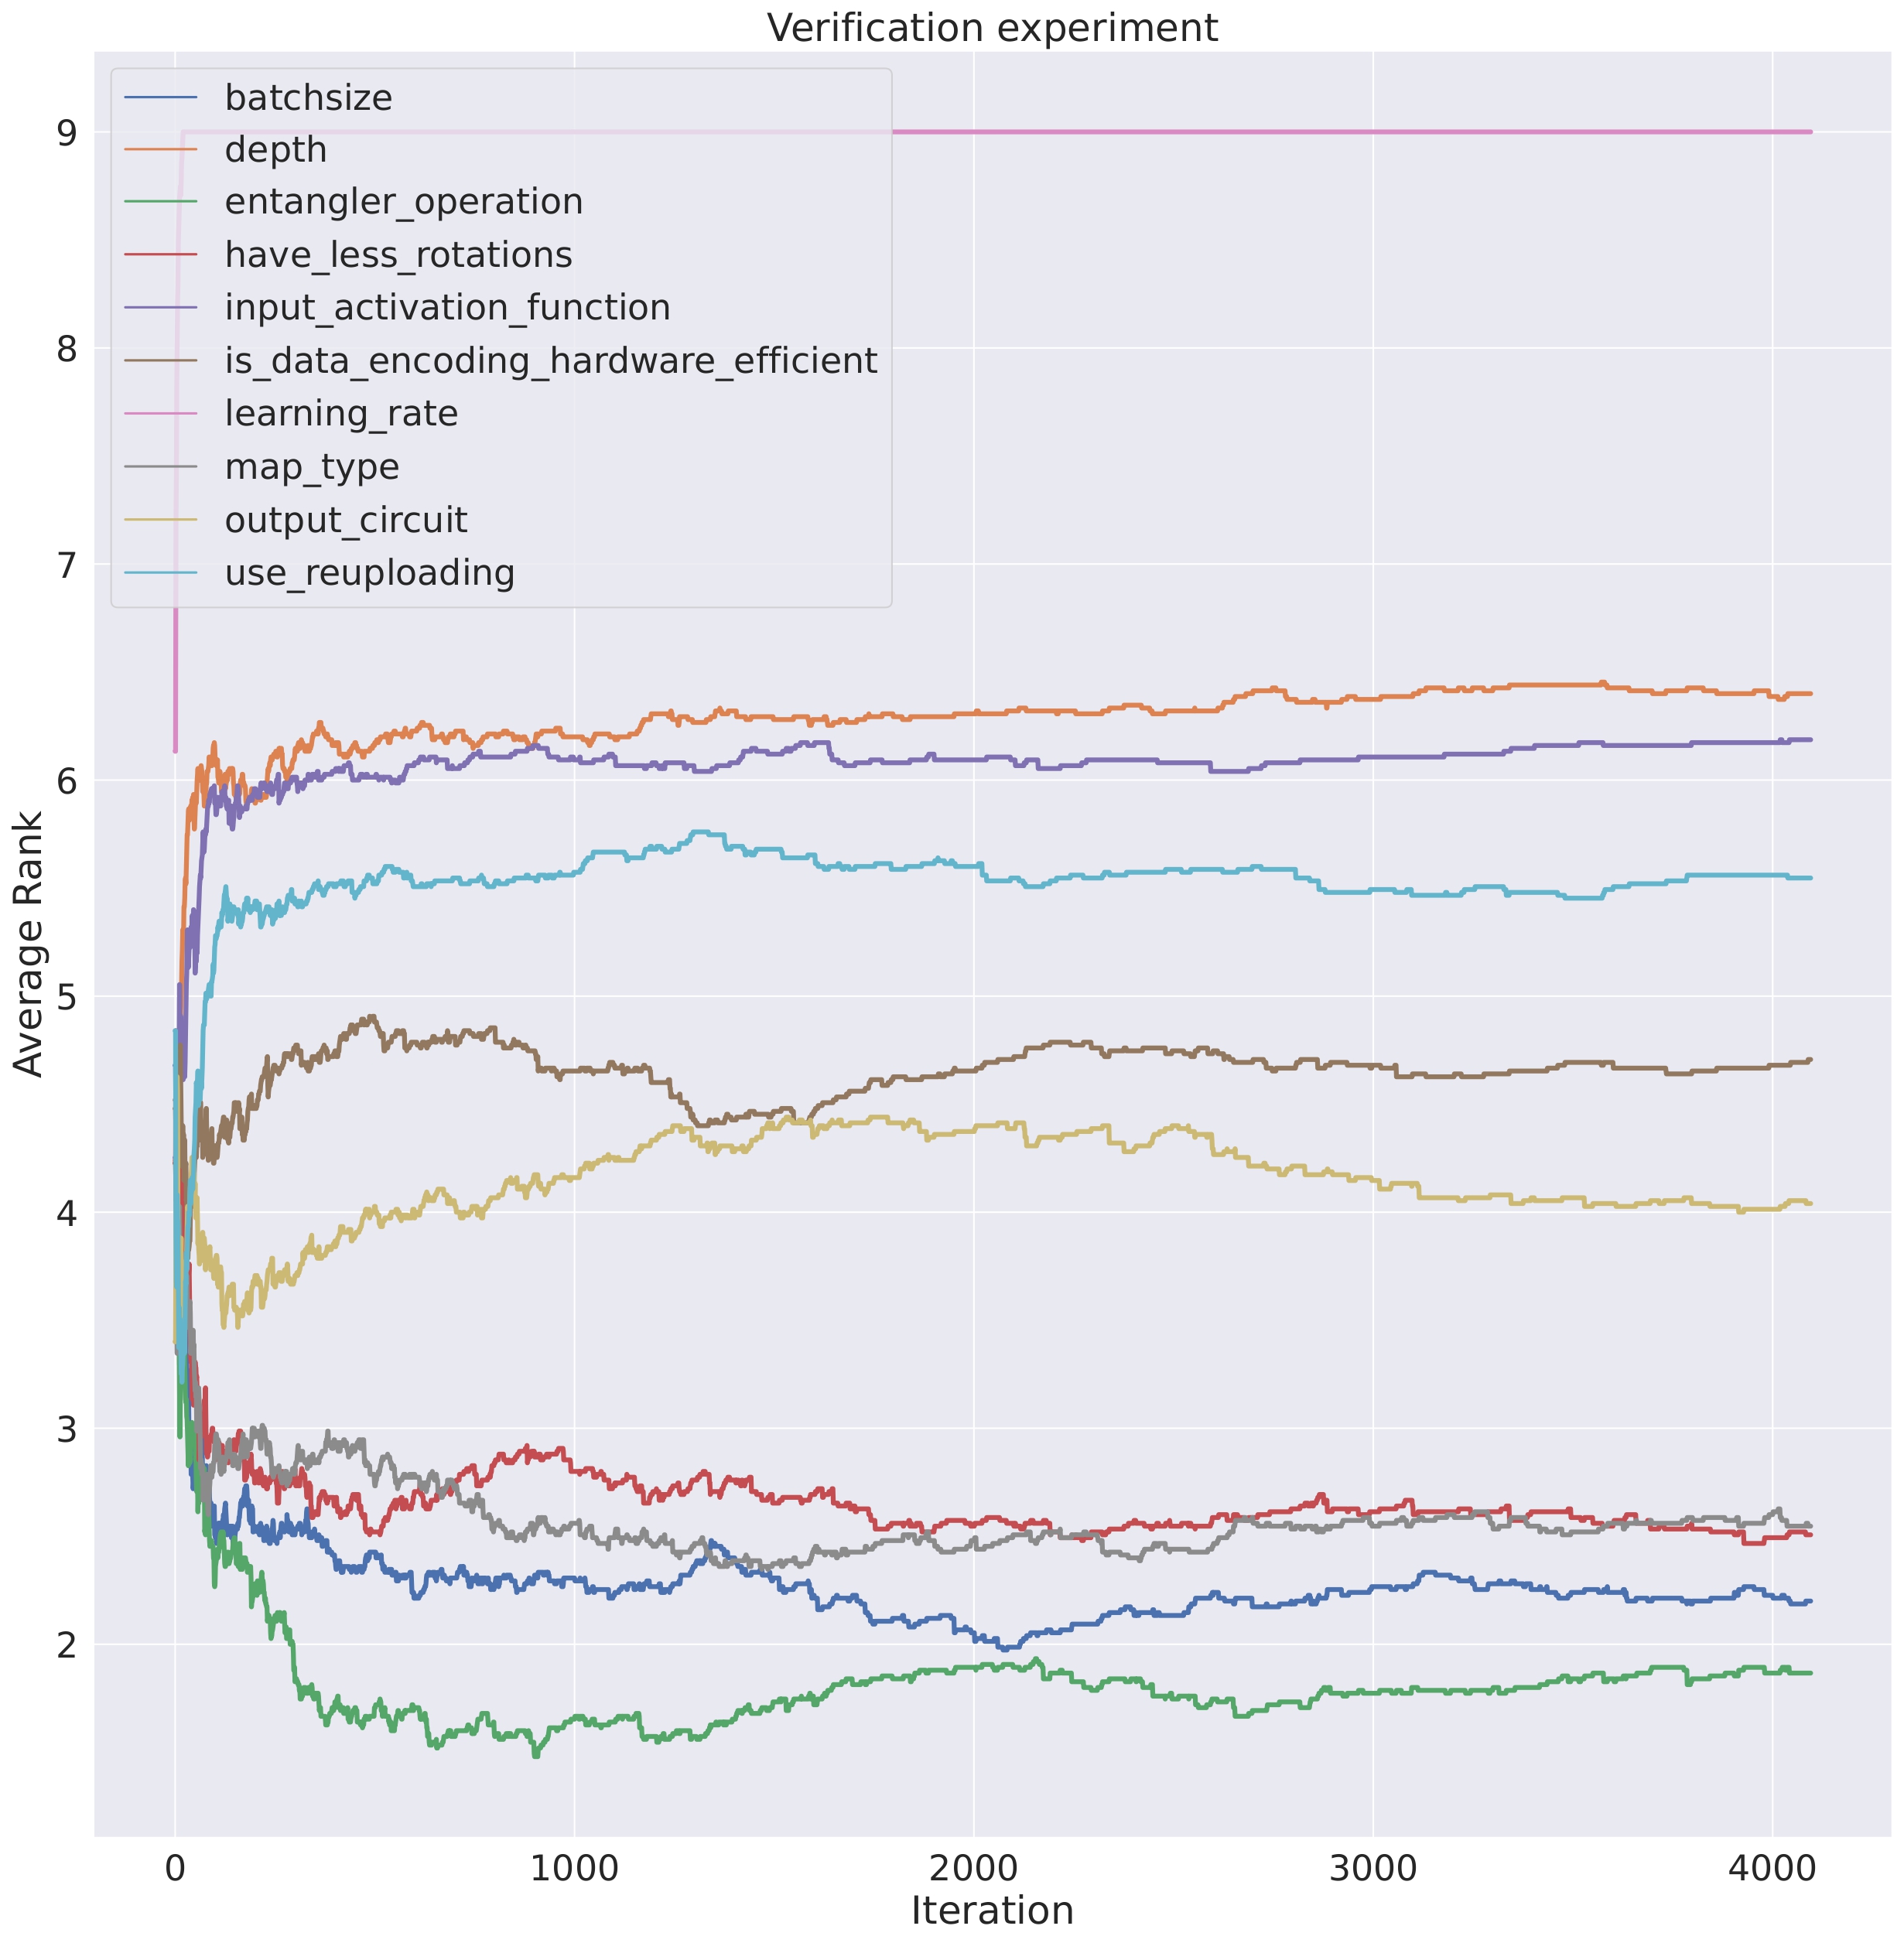 Verification experiment
batchsize
depth
entangler_operation
have_less_rotations
input_activation_function
is_data_encoding_hardware_efficient
learning_rate
map_type
output_circuit
use_reuploading
Average Rank
9
8
7
6
5
4
3
2
0 1000 2000 3000 4000
Iteration